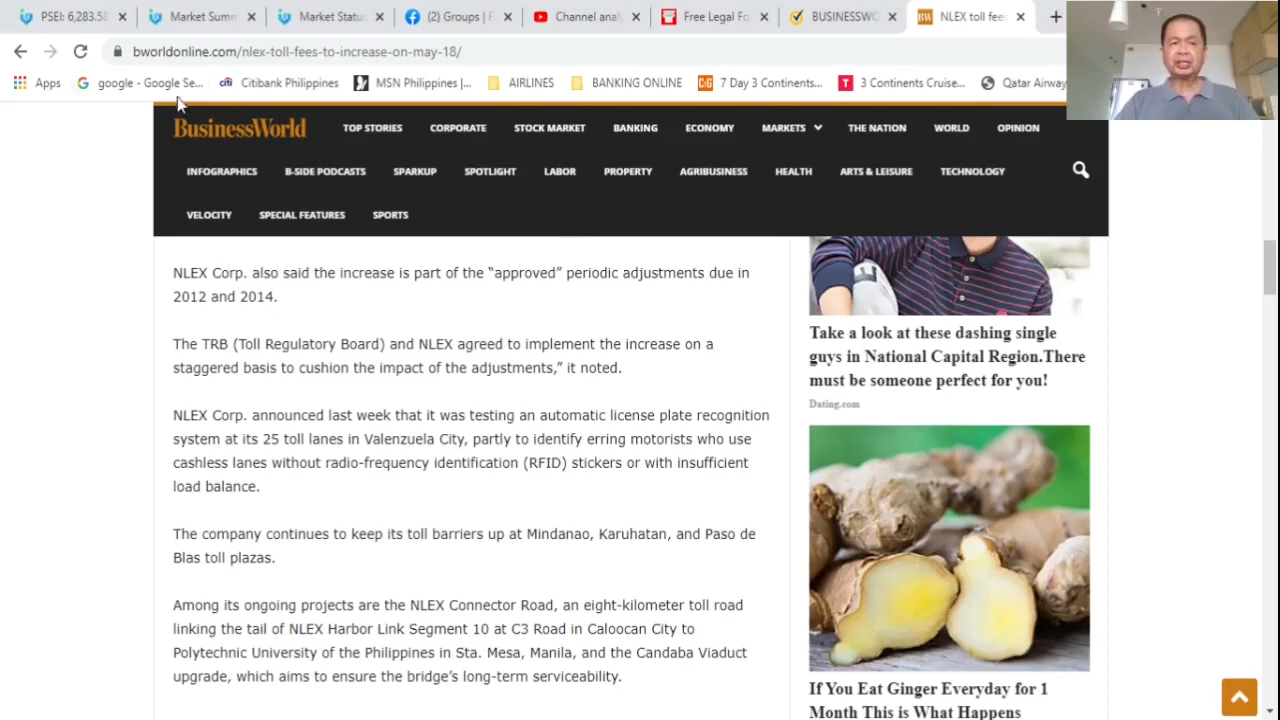 PSEI: 6,283.58
Market Summ
Market Status
(2) Groups | F
Channel analy
Free Legal Fo
BUSINESSWO
NLEX toll fees
bworldonline.com/nlex-toll-fees-to-increase-on-may-18/
Apps
google - Google Se...
Citibank Philippines
MSN Philippines |...
AIRLINES
BANKING ONLINE
7 Day 3 Continents...
3 Continents Cruise...
Qatar Airway
BusinessWorld
TOP STORIES CORPORATE STOCK MARKET BANKING ECONOMY MARKETS THE NATION WORLD OPINION
INFOGRAPHICS B-SIDE PODCASTS SPARKUP SPOTLIGHT LABOR PROPERTY AGRIBUSINESS HEALTH ARTS & LEISURE TECHNOLOGY
VELOCITY SPECIAL FEATURES SPORTS
NLEX Corp. also said the increase is part of the “approved” periodic adjustments due in
2012 and 2014.
The TRB (Toll Regulatory Board) and NLEX agreed to implement the increase on a
staggered basis to cushion the impact of the adjustments,” it noted.
NLEX Corp. announced last week that it was testing an automatic license plate recognition
system at its 25 toll lanes in Valenzuela City, partly to identify erring motorists who use
cashless lanes without radio-frequency identification (RFID) stickers or with insufficient
load balance.
The company continues to keep its toll barriers up at Mindanao, Karuhatan, and Paso de
Blas toll plazas.
Among its ongoing projects are the NLEX Connector Road, an eight-kilometer toll road
linking the tail of NLEX Harbor Link Segment 10 at C3 Road in Caloocan City to
Polytechnic University of the Philippines in Sta. Mesa, Manila, and the Candaba Viaduct
upgrade, which aims to ensure the bridge’s long-term serviceability.
Take a look at these dashing single
guys in National Capital Region.There
must be someone perfect for you!
Dating.com
If You Eat Ginger Everyday for 1
Month This is What Happens